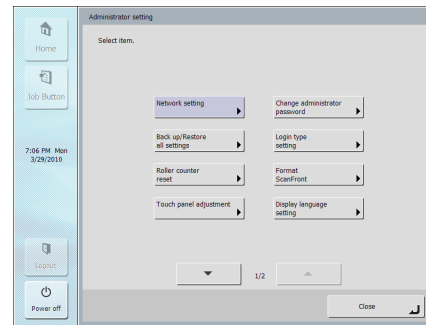 Administrator setting
Select item.
Home
Job Button
7:06 PM Mon
3/29/2010
Logout
Power off
Network setting
Change administrator
password
Back up/Restore
all settings
Login type
setting
Roller counter
reset
Format
ScanFront
Touch panel adjustment
Display language
setting
1/2
Close